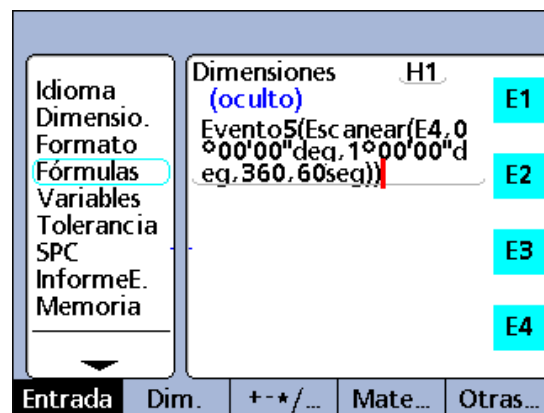 Idioma
Dimensio.
Formato
Fórmulas
Variables
Tolerancia
SPC
InformeE.
Memoria
Dimensiones H1
(oculto)
Evento5(Escanear(E4,0
°00'00"deg,1°00'00"d
eg,360,60seg))
E1
E2
E3
E4
Entrada Dim. +-*/... Mate... Otras...